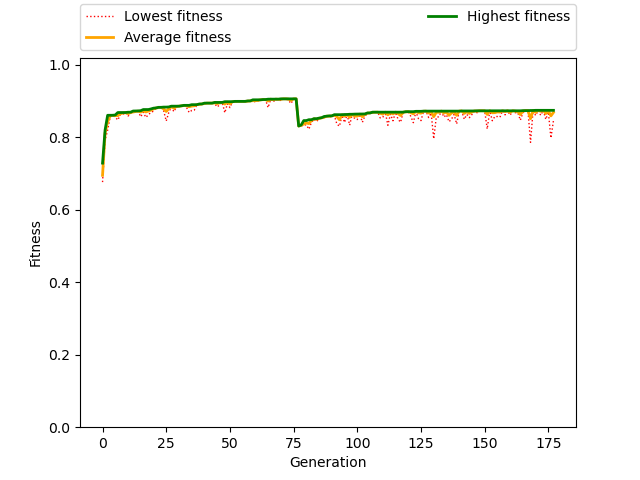 Lowest fitness
Average fitness
Highest fitness
1.0
0.8
0.6
0.4
0.2
0.0
Fitness
0 25 50 75 100 125 150 175
Generation